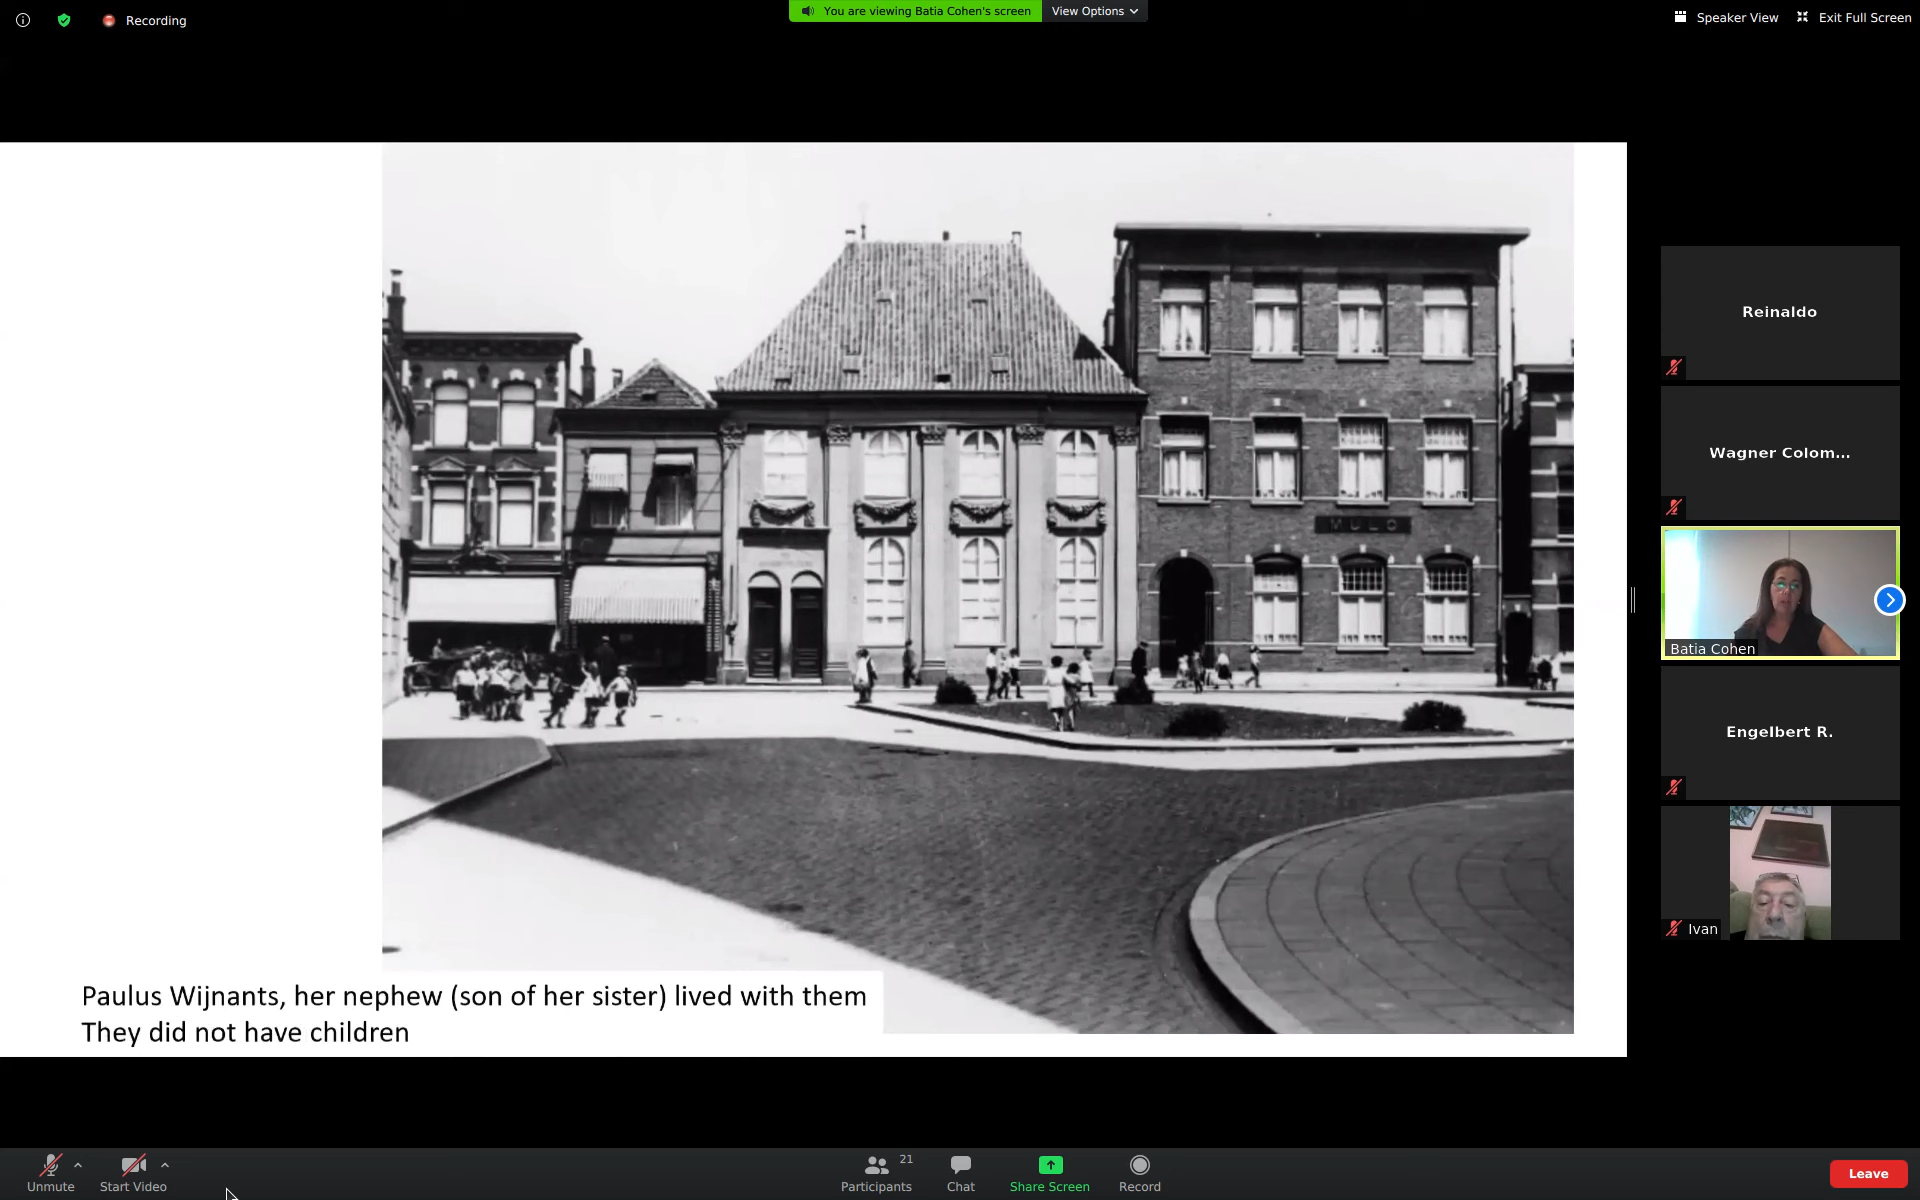 Recording
You are viewing Batia Cohen's screen
View Options
Speaker View
Exit Full Screen
MULO
Paulus Wijnants, her nephew (son of her sister) lived with them
They did not have children
Reinaldo
Wagner Colom...
Batia Cohen
Engelbert R.
Ivan
Unmute
Start Video
21
Participants
Chat
Share Screen
Record
Leave